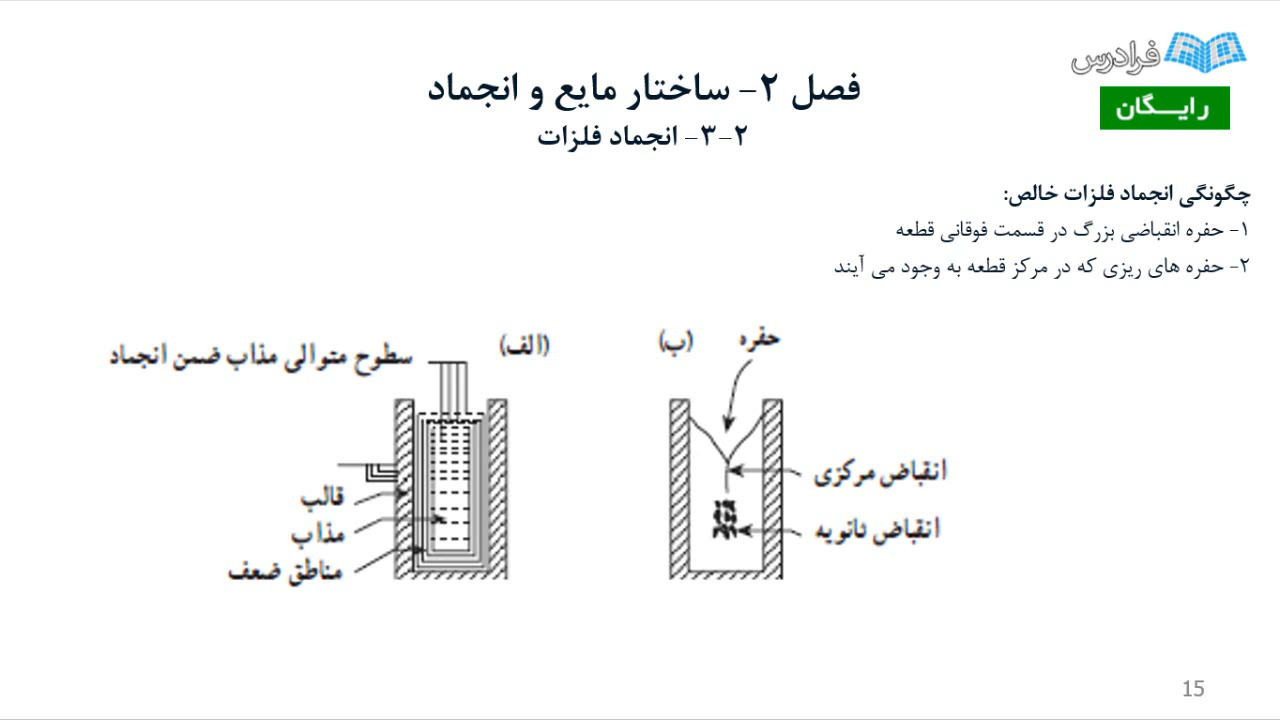 فرادرس
رایـــگان
فصل ۲- ساختار مایع و انجماد
۲-۳- انجماد فلزات
چگونگی انجماد فلزات خالص:
۱- حفره انقباضی بزرگ در قسمت فوقانی قطعه
۲- حفره های ریزی که در مرکز قطعه به وجود می آیند
حفره
(ب)
انقباض مرکزی
انقباض ثانویه
(الف)
سطوح متوالی مذاب ضمن انجماد
قالب
مذاب
مناطق ضعف
15